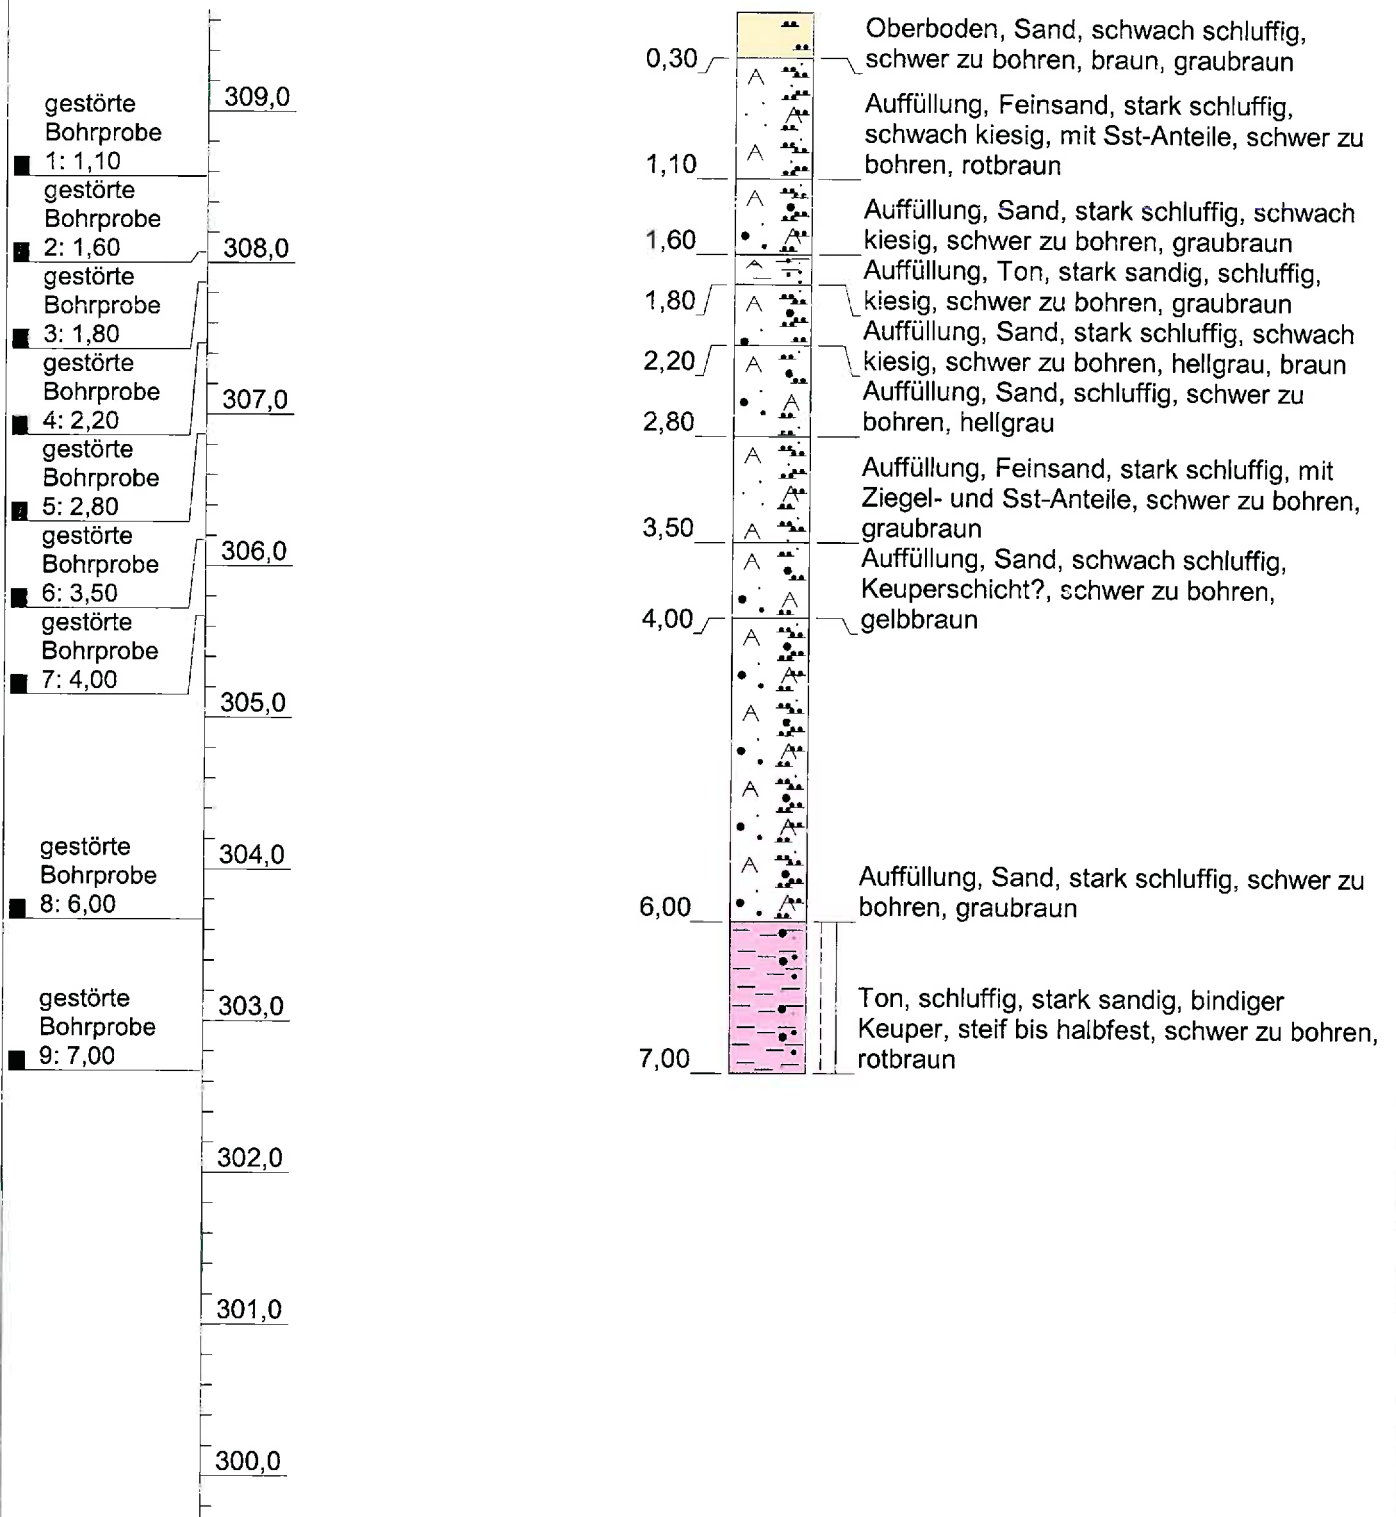 gestörte
Bohrprobe
1: 1,10
gestörte
Bohrprobe
2: 1,60
gestörte
Bohrprobe
3: 1,80
gestörte
Bohrprobe
4: 2,20
gestörte
Bohrprobe
5: 2,80
gestörte
Bohrprobe
6: 3,50
gestörte
Bohrprobe
7: 4,00
gestörte
Bohrprobe
8: 6,00
gestörte
Bohrprobe
9: 7,00
309,0
308,0
307,0
306,0
305,0
304,0
303,0
302,0
301,0
300,0
0,30
Oberboden, Sand, schwach schluffig,
schwer zu bohren, braun, graubraun
1,10
Auffüllung, Feinsand, stark schluffig,
schwach kiesig, mit Sst-Anteile, schwer zu
bohren, rotbraun
1,60
Auffüllung, Sand, stark schluffig, schwach
kiesig, schwer zu bohren, graubraun
1,80
Auffüllung, Ton, stark sandig, schluffig,
kiesig, schwer zu bohren, graubraun
2,20
Auffüllung, Sand, stark schluffig, schwach
kiesig, schwer zu bohren, hellgrau, braun
2,80
Auffüllung, Sand, schluffig, schwer zu
bohren, hellgrau
3,50
Auffüllung, Feinsand, stark schluffig, mit
Ziegel- und Sst-Anteile, schwer zu bohren,
graubraun
4,00
Auffüllung, Sand, schwach schluffig,
Keuperschicht?, schwer zu bohren,
gelbbraun
6,00
Auffüllung, Sand, stark schluffig, schwer zu
bohren, graubraun
7,00
Ton, schluffig, stark sandig, bindiger
Keuper, steif bis halbfest, schwer zu bohren,
rotbraun